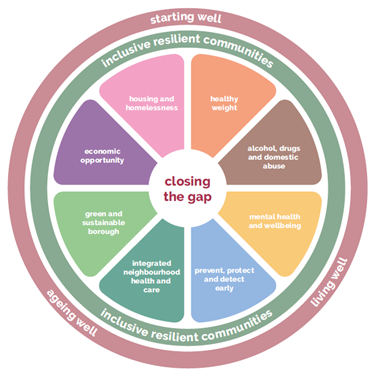 starting well
inclusive resilient communities
housing and
homelessness
healthy
weight
economic
opportunity
alcohol, drugs
and domestic
abuse
closing
the gap
green and
sustainable
borough
mental health
and wellbeing
integrated
neighbourhood
health and
care
prevent, protect
and detect
early
ageing well
living well
inclusive resilient communities